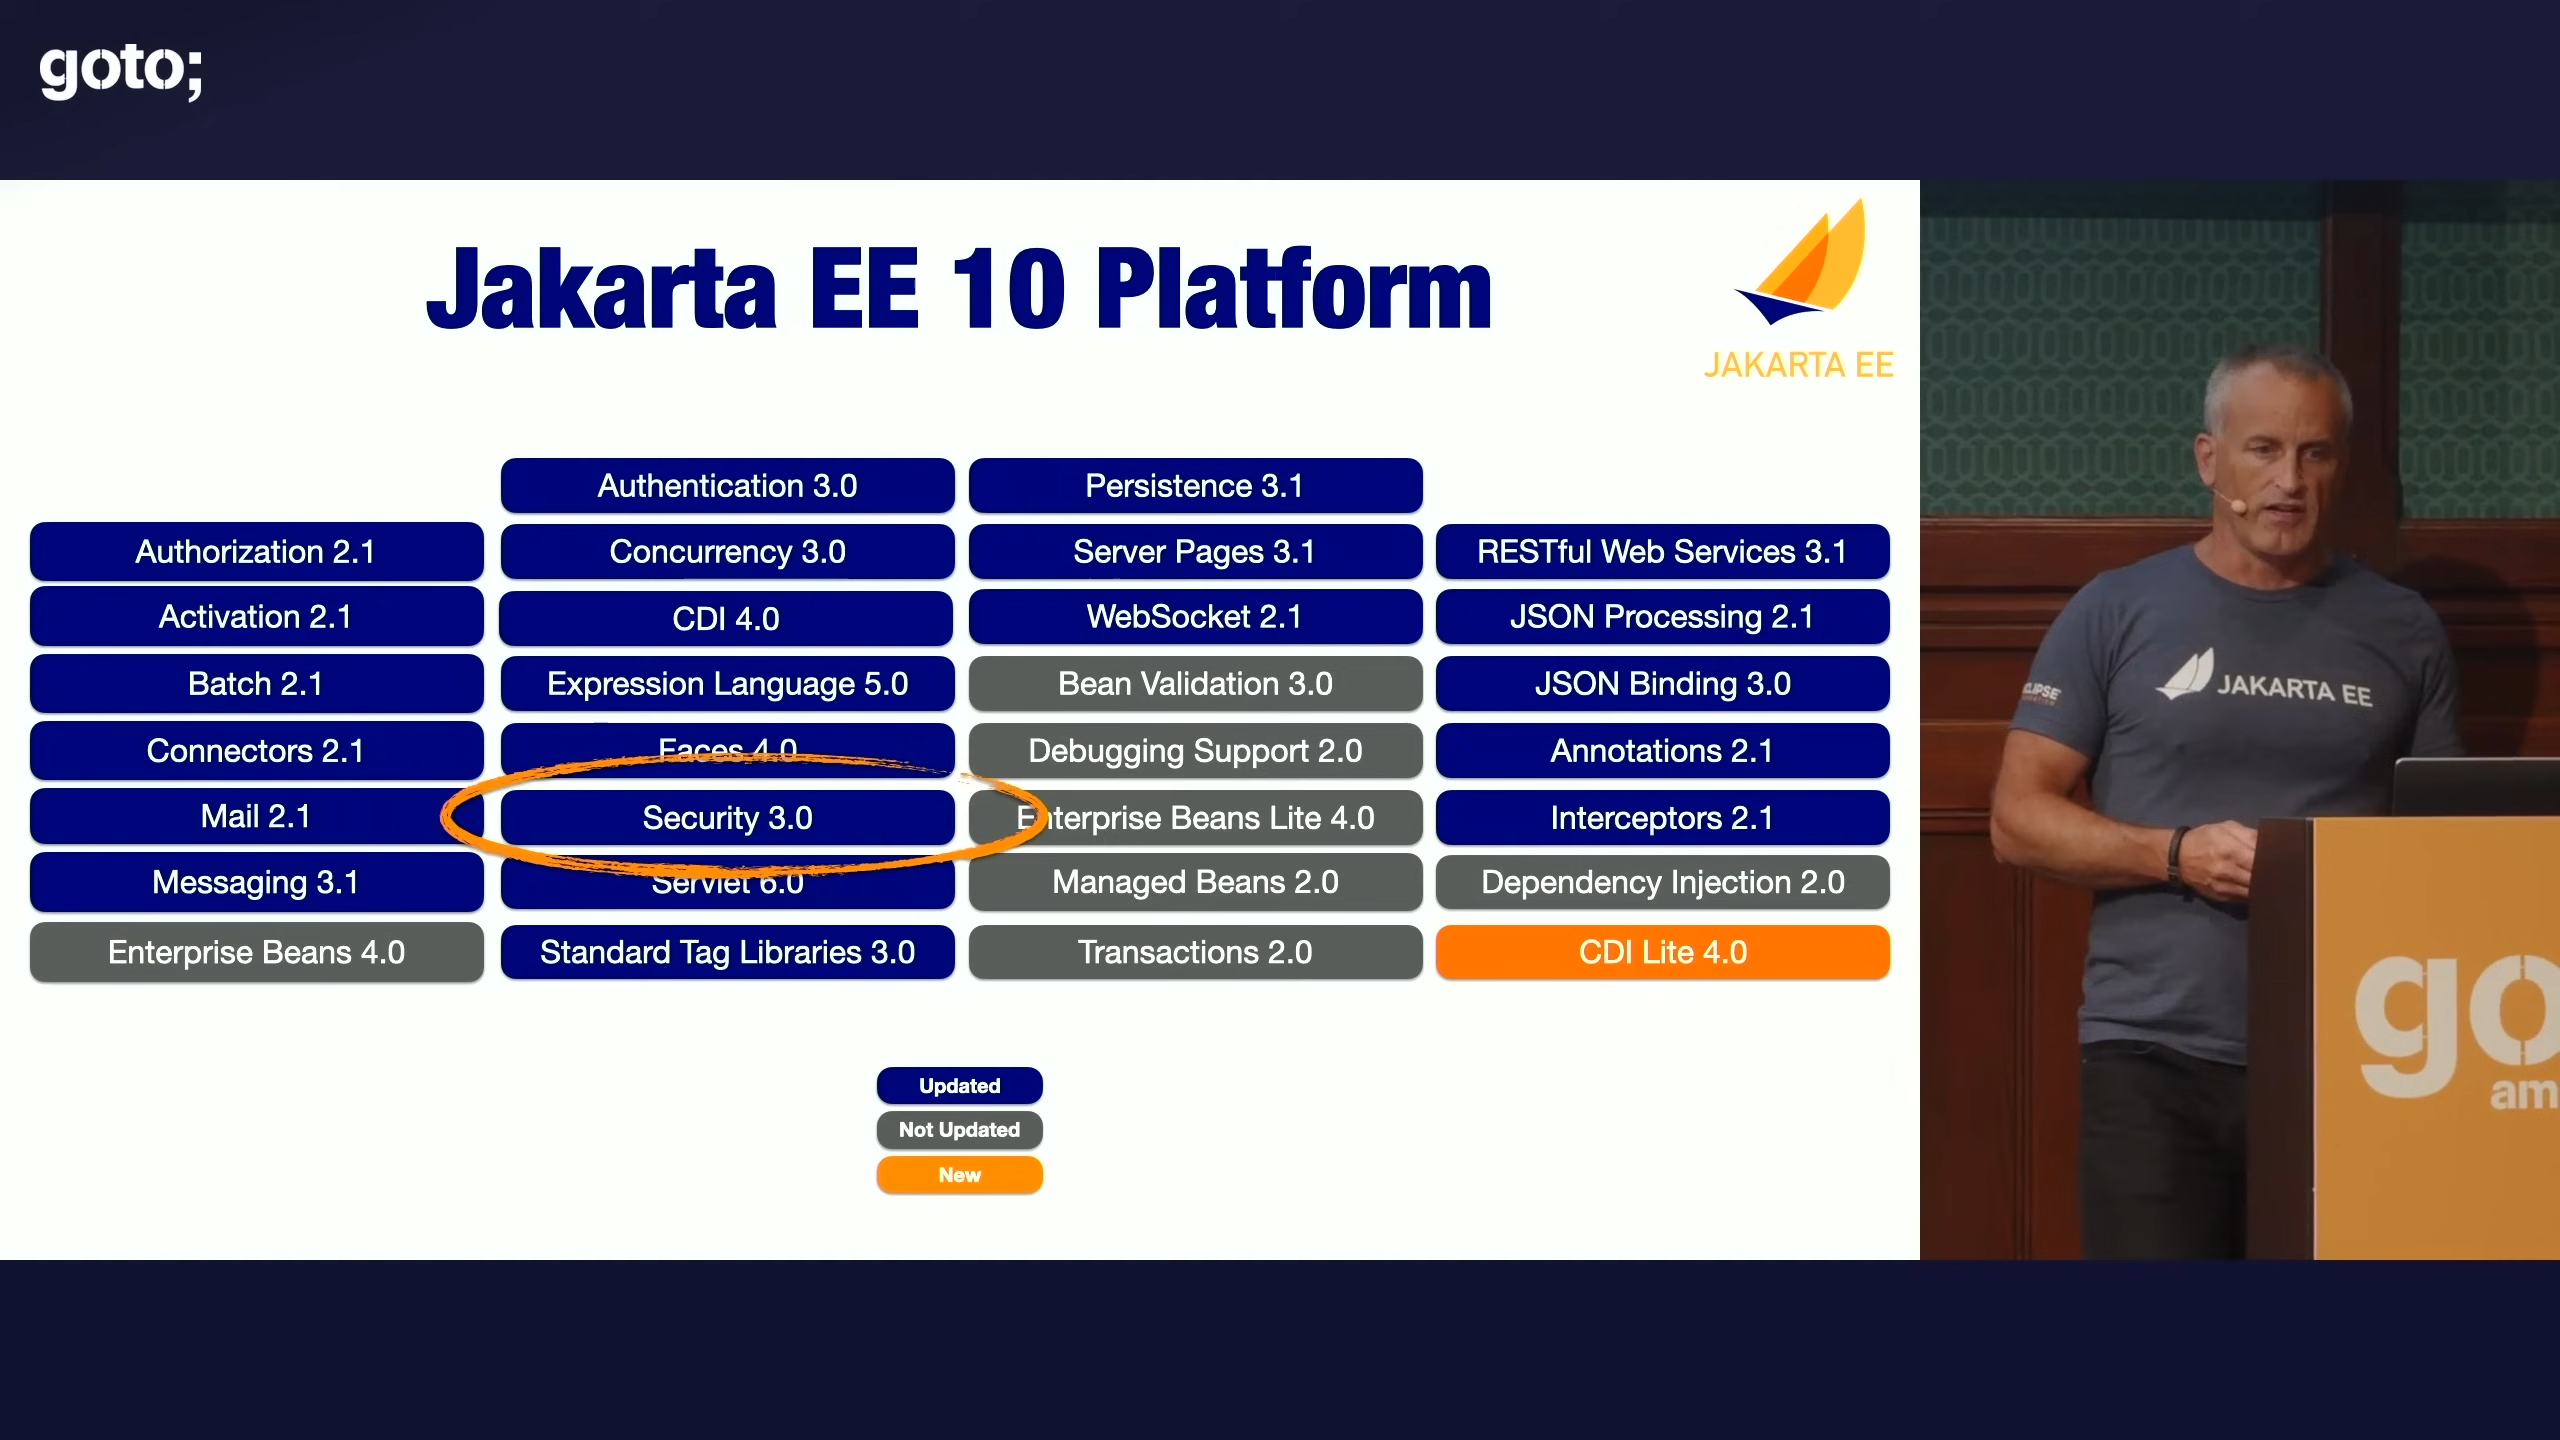 goto;
Jakarta EE 10 Platform
JAKARTA EE
Authentication 3.0
Persistence 3.1
Authorization 2.1
Concurrency 3.0
Server Pages 3.1
RESTful Web Services 3.1
Activation 2.1
CDI 4.0
WebSocket 2.1
JSON Processing 2.1
Batch 2.1
Expression Language 5.0
Bean Validation 3.0
JSON Binding 3.0
Connectors 2.1
Faces 4.0
Debugging Support 2.0
Annotations 2.1
Mail 2.1
Security 3.0
Enterprise Beans Lite 4.0
Interceptors 2.1
Messaging 3.1
Servlet 6.0
Managed Beans 2.0
Dependency Injection 2.0
Enterprise Beans 4.0
Standard Tag Libraries 3.0
Transactions 2.0
CDI Lite 4.0
Updated
Not Updated
New
JAKARTA EE
go
am